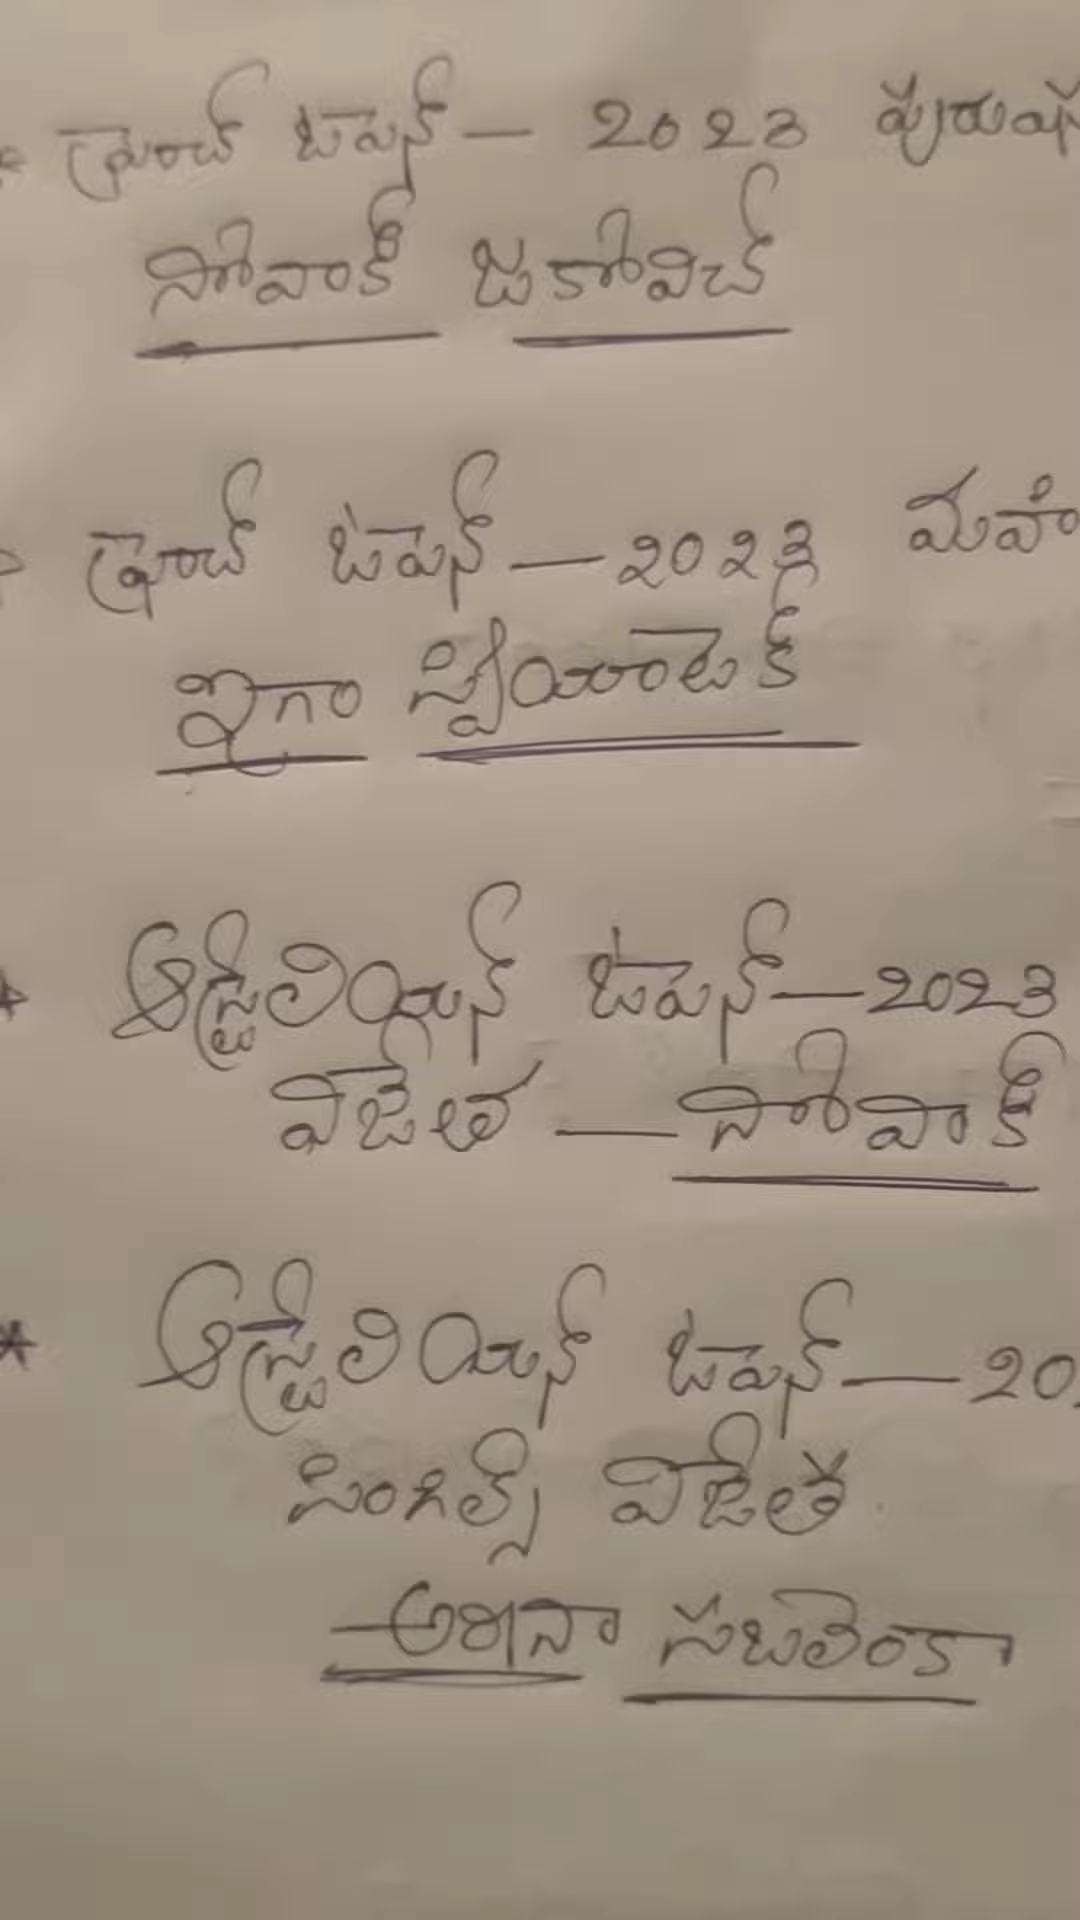 * ఫ్రెంచ్ ఓపెన్ — 2023 పురుష
నోవాక్ జకోవిచ్
ఫ్రెంచ్ ఓపెన్ — 2023 మహి
ఇగా స్వియాటెక్
* ఆస్ట్రేలియన్ ఓపెన్ — 2023
విజేత — నోవాక్
* ఆస్ట్రేలియన్ ఓపెన్ — 20
సింగిల్స్ విజేత
— అరినా సబలెంకా